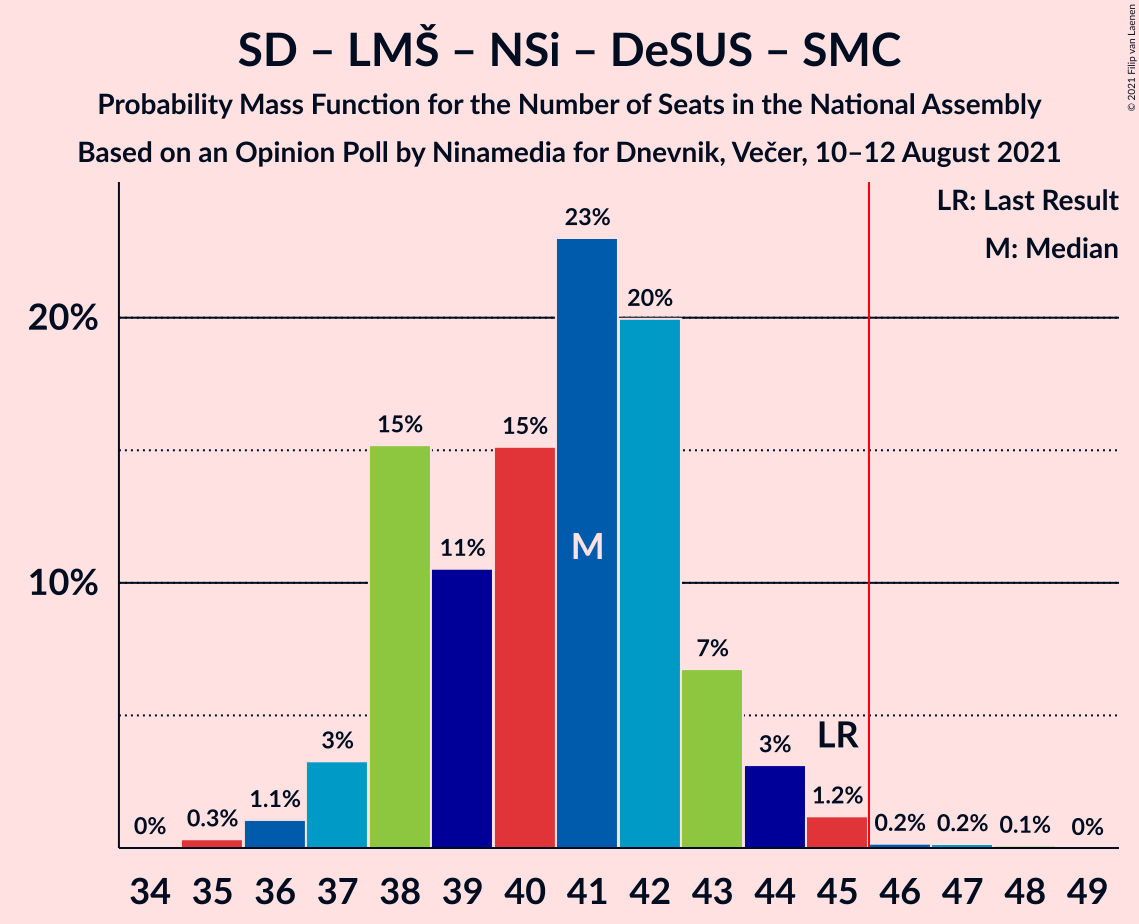 SD – LMŠ – NSi – DeSUS – SMC
Probability Mass Function for the Number of Seats in the National Assembly
Based on an Opinion Poll by Ninamedia for Dnevnik, Večer, 10–12 August 2021
© 2021 Filip van Laenen
LR: Last Result
M: Median
20%
10%
0%
0.3%
1.1%
3%
15%
11%
15%
23%
20%
7%
3%
1.2%
0.2%
0.2%
0.1%
0%
M
LR
34 35 36 37 38 39 40 41 42 43 44 45 46 47 48 49